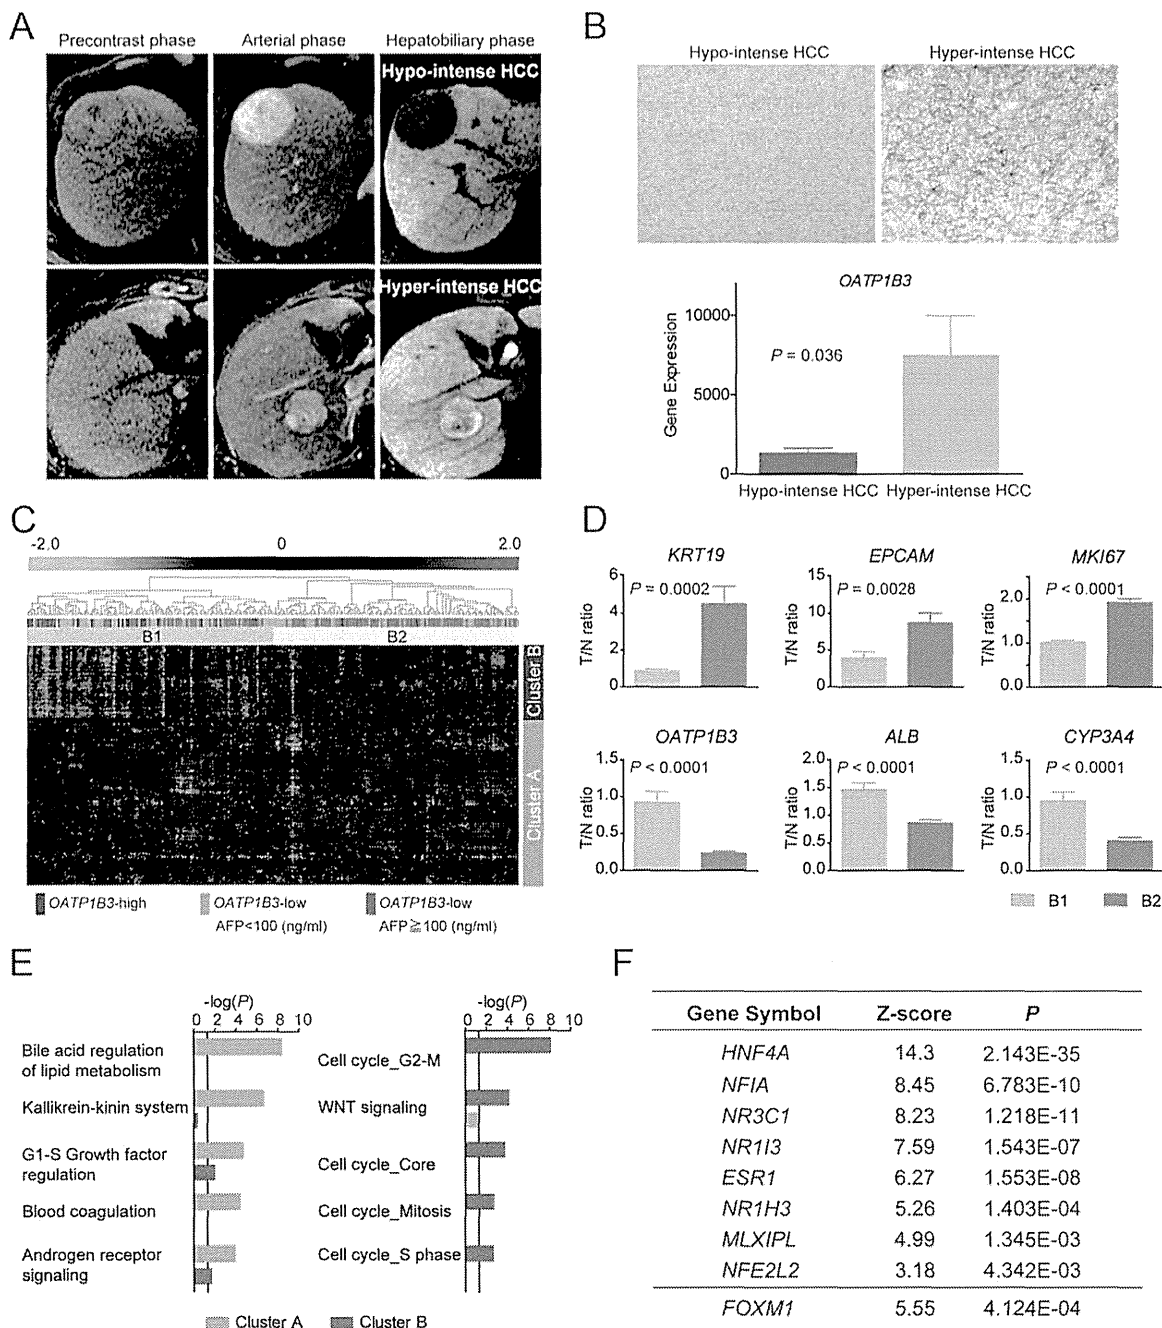 A
Precontrast phase Arterial phase Hepatobiliary phase
Hypo-intense HCC
Hyper-intense HCC
B
Hypo-intense HCC Hyper-intense HCC
OATP1B3
10000
5000
0
Gene Expression
P = 0.036
Hypo-intense HCC Hyper-intense HCC
C
-2.0 0 2.0
B1 B2
Cluster B
Cluster A
OATP1B3-high OATP1B3-low OATP1B3-low
AFP<100 (ng/ml) AFP≧100 (ng/ml)
D
KRT19
P = 0.0002
T/N ratio
6
4
2
0
EPCAM
P = 0.0028
T/N ratio
15
10
5
0
MKI67
P < 0.0001
T/N ratio
2.0
1.0
0.0
OATP1B3
P < 0.0001
T/N ratio
1.5
1.0
0.5
0.0
ALB
P < 0.0001
T/N ratio
2.0
1.5
1.0
0.5
0.0
CYP3A4
P < 0.0001
T/N ratio
1.5
1.0
0.5
0.0
B1 B2
E
-log(P)
0 2 4 6 8 10
Bile acid regulation
of lipid metabolism
Kallikrein-kinin system
G1-S Growth factor
regulation
Blood coagulation
Androgen receptor
signaling
-log(P)
0 2 4 6 8 10
Cell cycle_G2-M
WNT signaling
Cell cycle_Core
Cell cycle_Mitosis
Cell cycle_S phase
Cluster A Cluster B
F
Gene Symbol Z-score P
HNF4A 14.3 2.143E-35
NFIA 8.45 6.783E-10
NR3C1 8.23 1.218E-11
NR1I3 7.59 1.543E-07
ESR1 6.27 1.553E-08
NR1H3 5.26 1.403E-04
MLXIPL 4.99 1.345E-03
NFE2L2 3.18 4.342E-03
FOXM1 5.55 4.124E-04